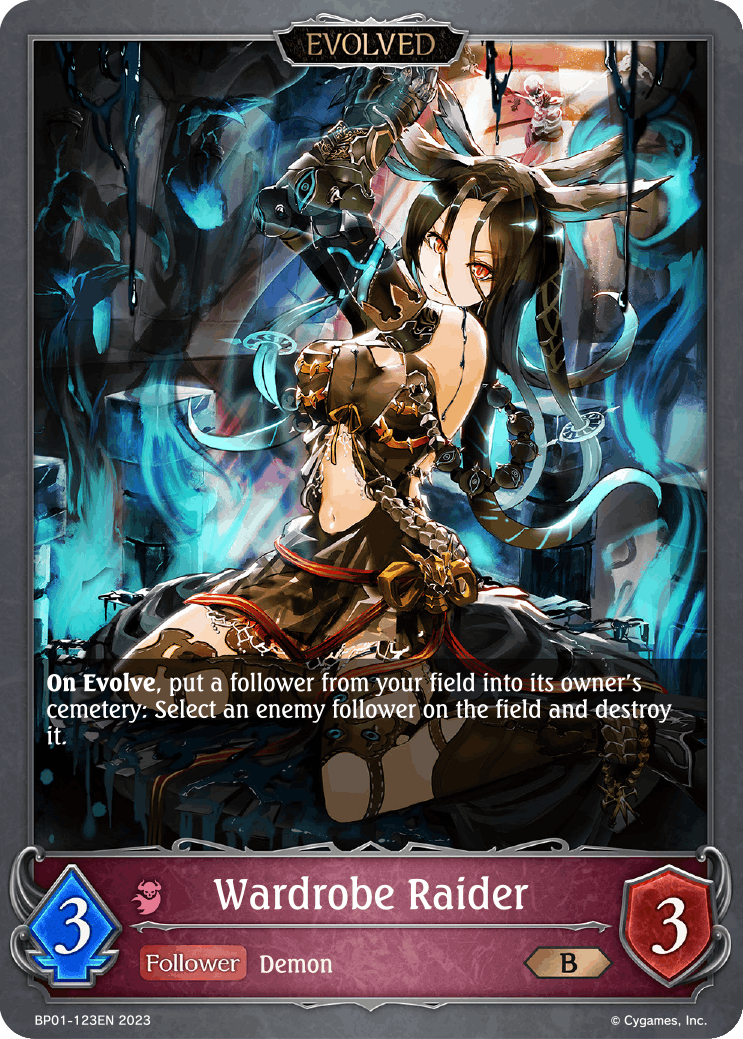 EVOLVED
On Evolve, put a follower from your field into its owner's
cemetery: Select an enemy follower on the field and destroy
it.
Wardrobe Raider
3
3
Follower Demon
B
BP01-123EN 2023
© Cygames, Inc.